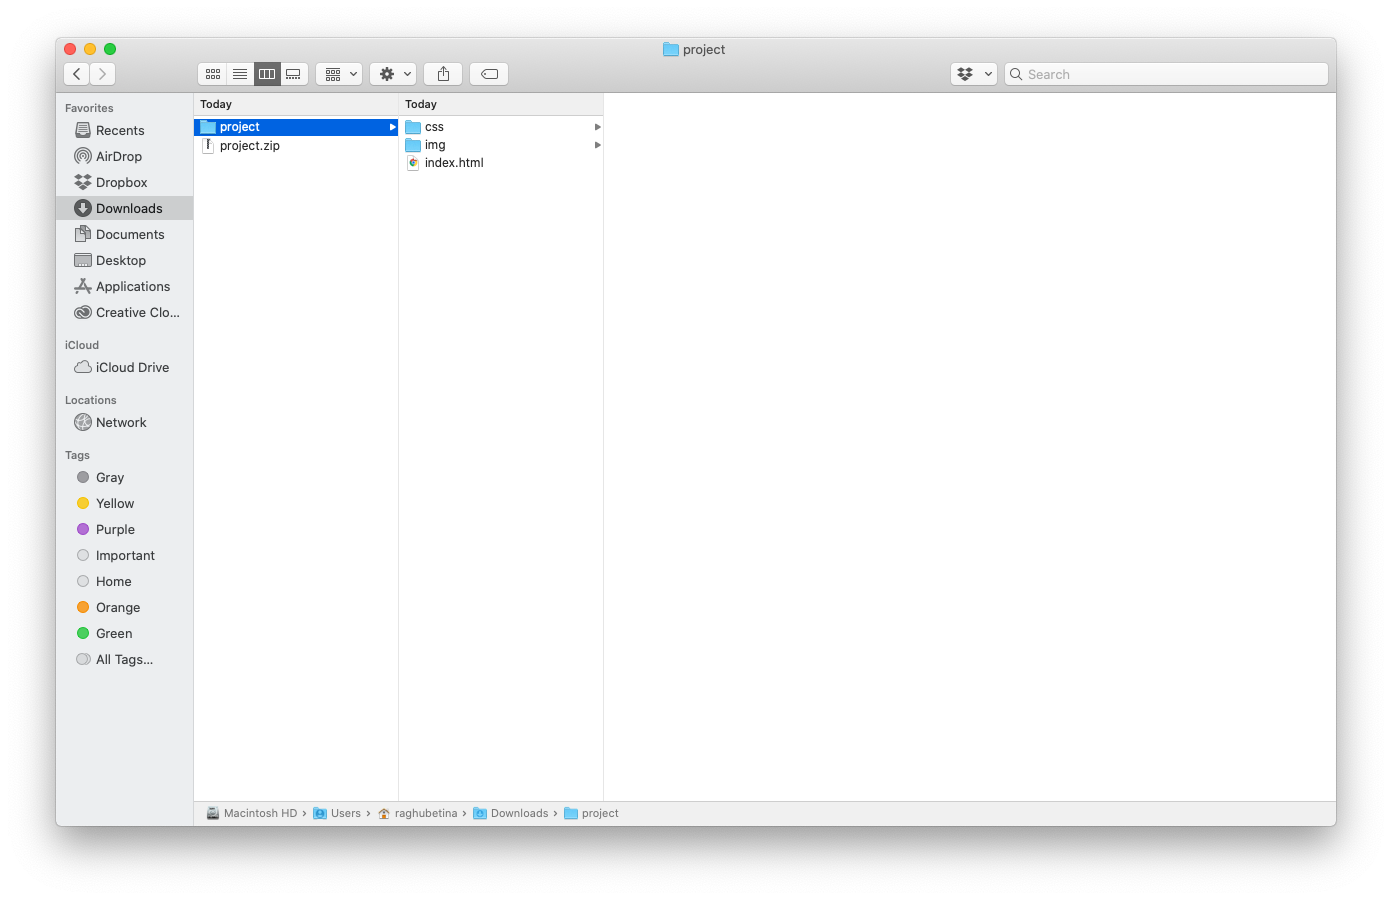 project
Search
Favorites
Recents
AirDrop
Dropbox
Downloads
Documents
Desktop
Applications
Creative Clo...
iCloud
iCloud Drive
Locations
Network
Tags
Gray
Yellow
Purple
Important
Home
Orange
Green
All Tags...
Today
project
project.zip
Today
css
img
index.html
Macintosh HD › Users › raghubetina › Downloads › project